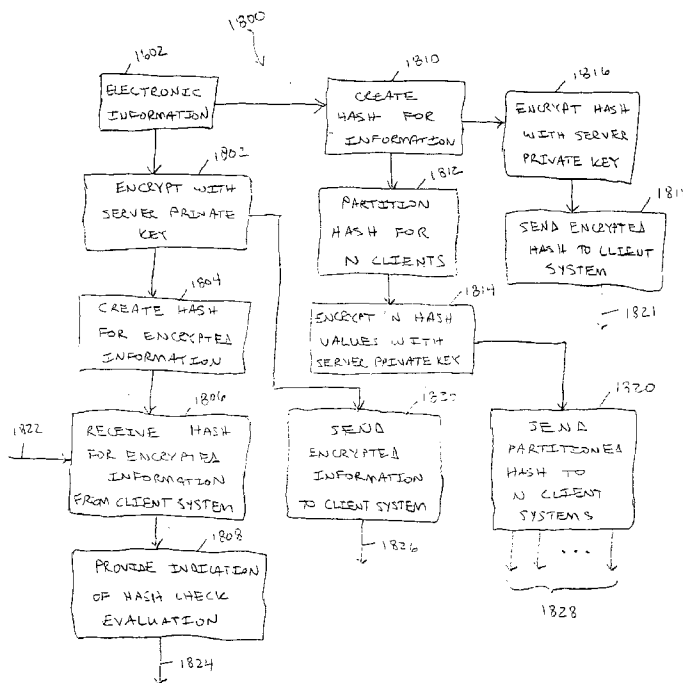 1800
1602
ELECTRONIC
INFORMATION
1810
CREATE
HASH FOR
INFORMATION
1816
ENCRYPT HASH
WITH SERVER
PRIVATE KEY
1802
ENCRYPT WITH
SERVER PRIVATE
KEY
1812
PARTITION
HASH FOR
N CLIENTS
SEND ENCRYPTED
HASH TO CLIENT
SYSTEM
1821
1804
CREATE HASH
FOR ENCRYPTED
INFORMATION
1814
ENCRYPT N HASH
VALUES WITH
SERVER PRIVATE KEY
1822
1806
RECEIVE HASH
FOR ENCRYPTED
INFORMATION
FROM CLIENT SYSTEM
SEND
ENCRYPTED
INFORMATION
TO CLIENT SYSTEM
1826
1820
SEND
PARTITIONED
HASH TO
N CLIENT
SYSTEMS
...
1828
1808
PROVIDE INDICATION
OF HASH CHECK
EVALUATION
1824